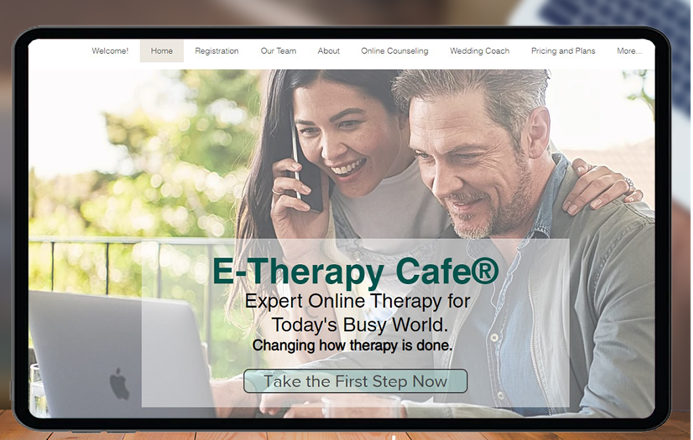 Welcome! Home Registration Our Team About Online Counseling Wedding Coach Pricing and Plans More...
E-Therapy Cafe®
Expert Online Therapy for
Today's Busy World.
Changing how therapy is done.
Take the First Step Now